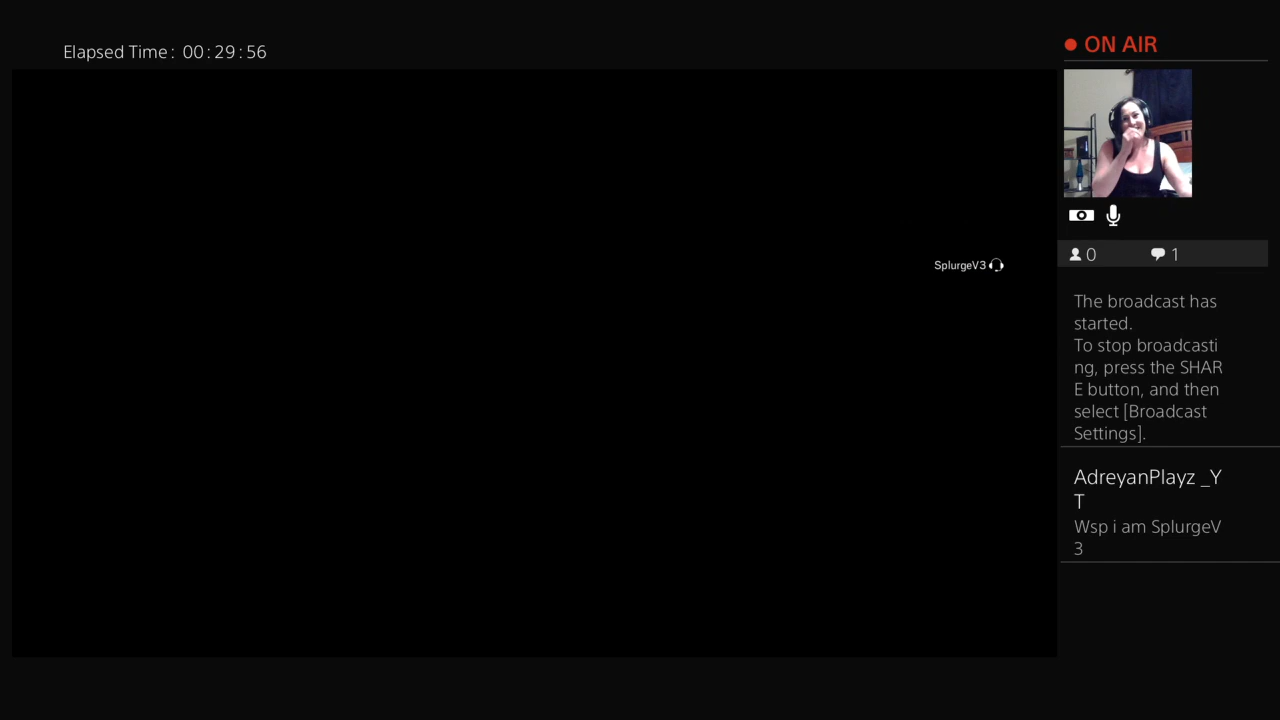 Elapsed Time: 00:29:56
ON AIR
0 1
SplurgeV3
The broadcast has
started.
To stop broadcasti
ng, press the SHAR
E button, and then
select [Broadcast
Settings].
AdreyanPlayz _Y
T
Wsp i am SplurgeV
3